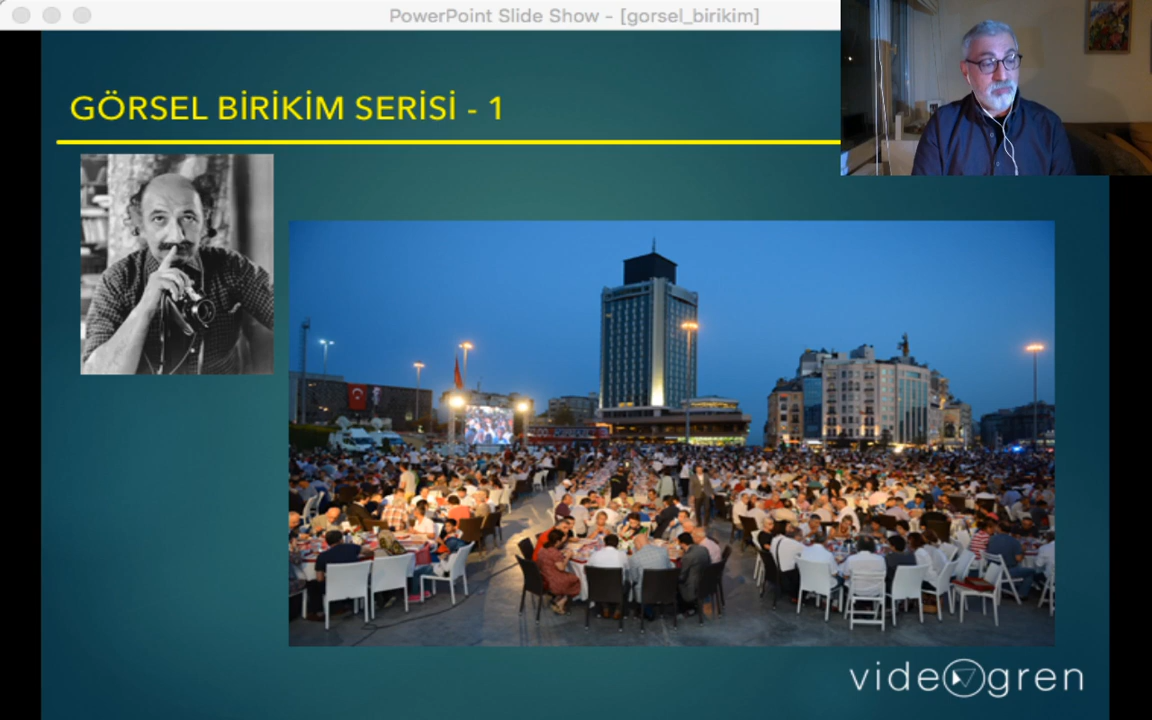 PowerPoint Slide Show - [gorsel_birikim]
GÖRSEL BİRİKİM SERİSİ - 1
videogren